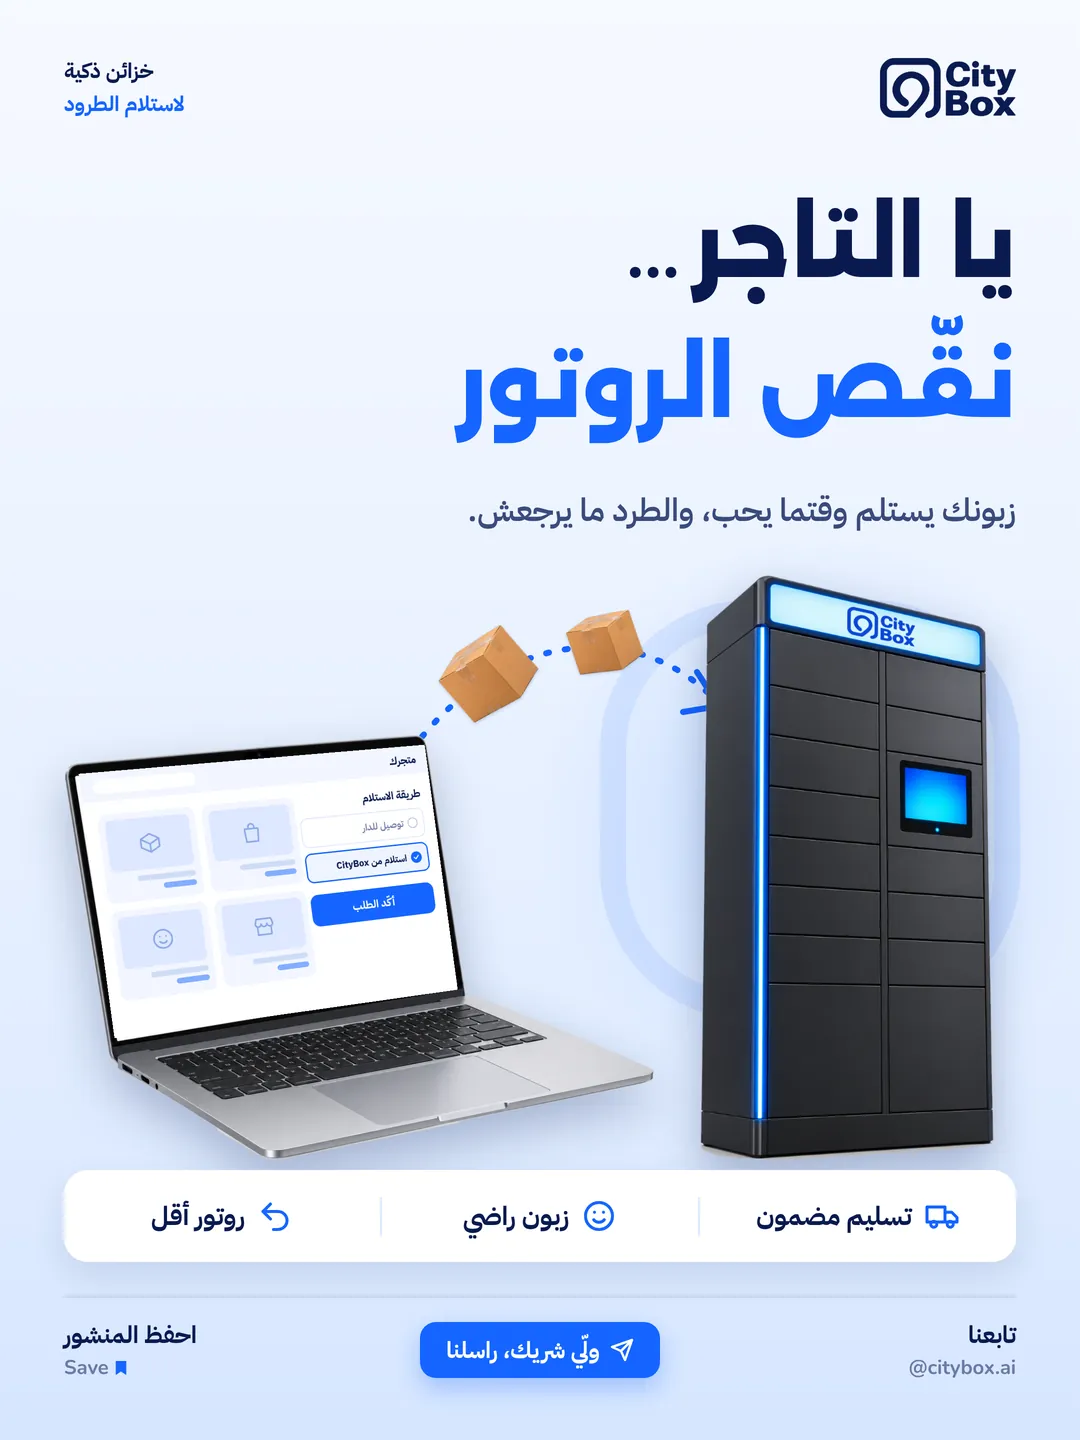 City
Box
خزائن ذكية
لاستلام الطرود
يا التاجر...
نقّص الروتور
زبونك يستلم وقتما يحب، والطرد ما يرجعش.
City
Box
متجرك
طريقة الاستلام
توصيل للدار
استلام من CityBox
أكّد الطلب
تسليم مضمون
زبون راضي
روتور أقل
تابعنا
@citybox.ai
ولّي شريك، راسلنا
احفظ المنشور
Save